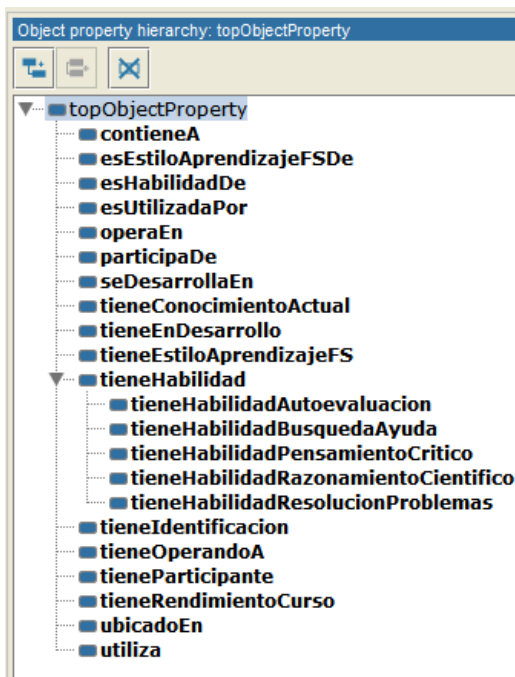 Object property hierarchy: topObjectProperty
topObjectProperty
contieneA
esEstiloAprendizajeFSDe
esHabilidadDe
esUtilizadaPor
operaEn
participaDe
seDesarrollaEn
tieneConocimientoActual
tieneEnDesarrollo
tieneEstiloAprendizajeFS
tieneHabilidad
tieneHabilidadAutoevaluacion
tieneHabilidadBusquedaAyuda
tieneHabilidadPensamientoCritico
tieneHabilidadRazonamientoCientifico
tieneHabilidadResolucionProblemas
tieneIdentificacion
tieneOperandoA
tieneParticipante
tieneRendimientoCurso
ubicadoEn
utiliza